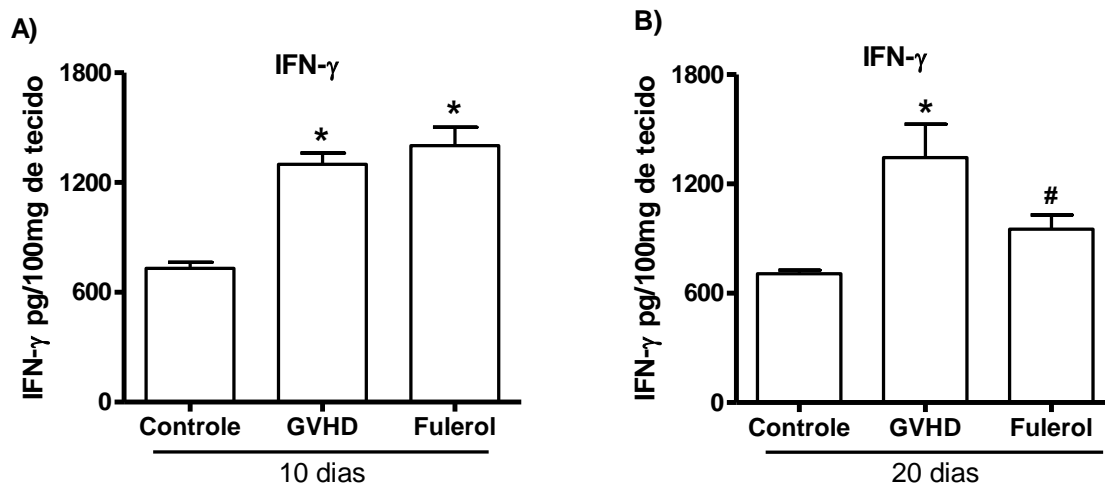 A)
IFN-γ
IFN-γ pg/100mg de tecido
1800
1200
600
0
*
*
Controle GVHD Fulerol
10 dias
B)
IFN-γ
IFN-γ pg/100mg de tecido
1800
1200
600
0
*
#
Controle GVHD Fulerol
20 dias